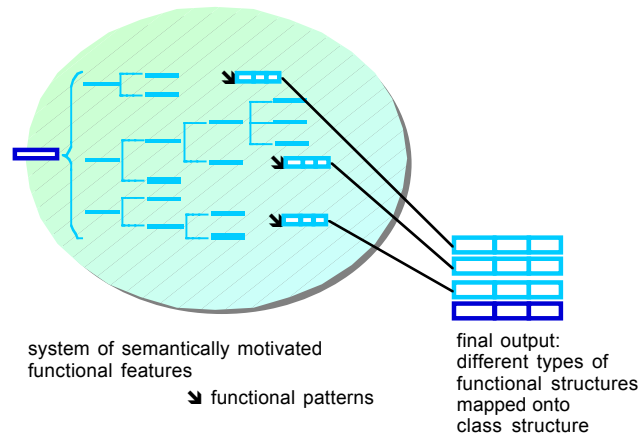 system of semantically motivated
functional features
➘ functional patterns
final output:
different types of
functional structures
mapped onto
class structure